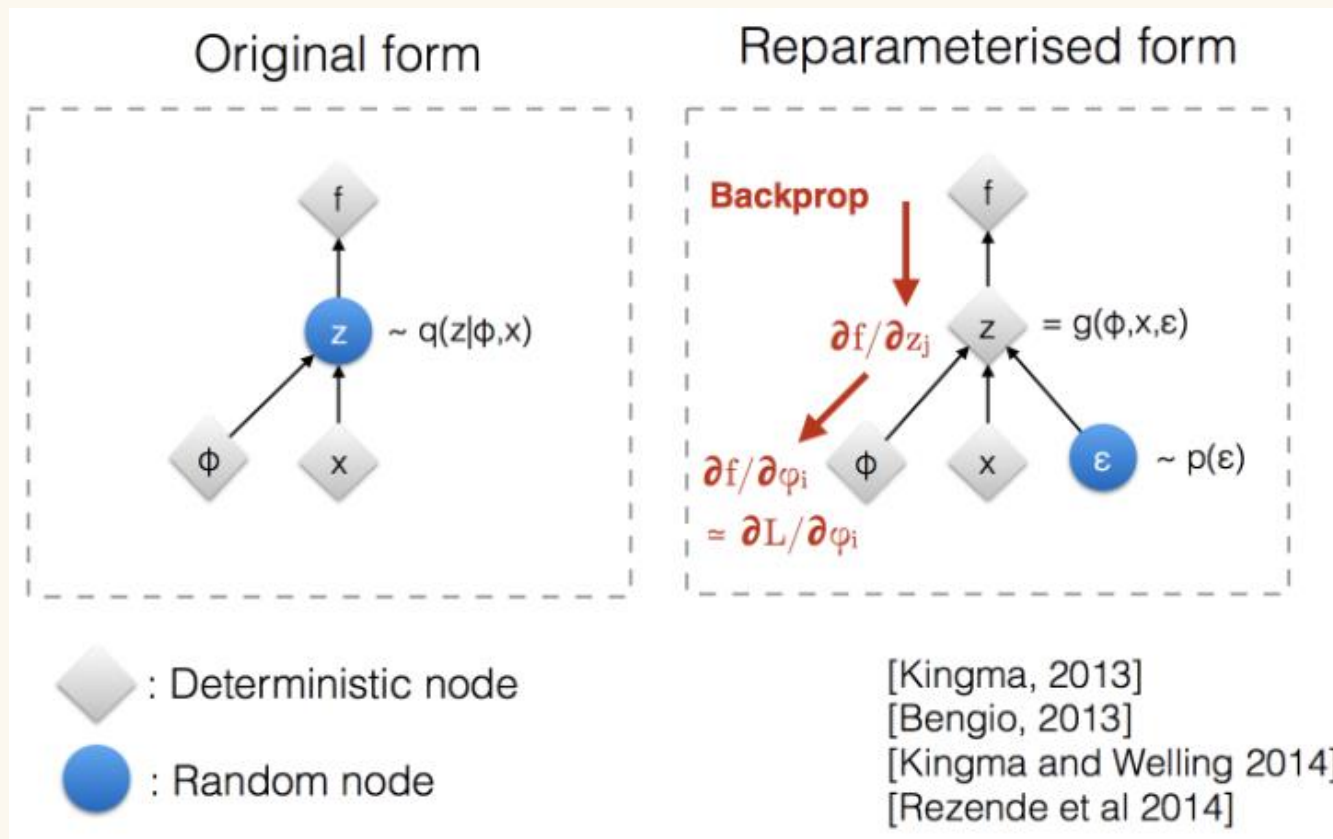 Original form
f
z
~ q(z|ϕ,x)
ϕ
x
Reparameterised form
Backprop
f
∂f/∂zj
z
= g(ϕ,x,ε)
∂f/∂φi
≃ ∂L/∂φi
ϕ
x
ε
~ p(ε)
: Deterministic node
: Random node
[Kingma, 2013]
[Bengio, 2013]
[Kingma and Welling 2014]
[Rezende et al 2014]